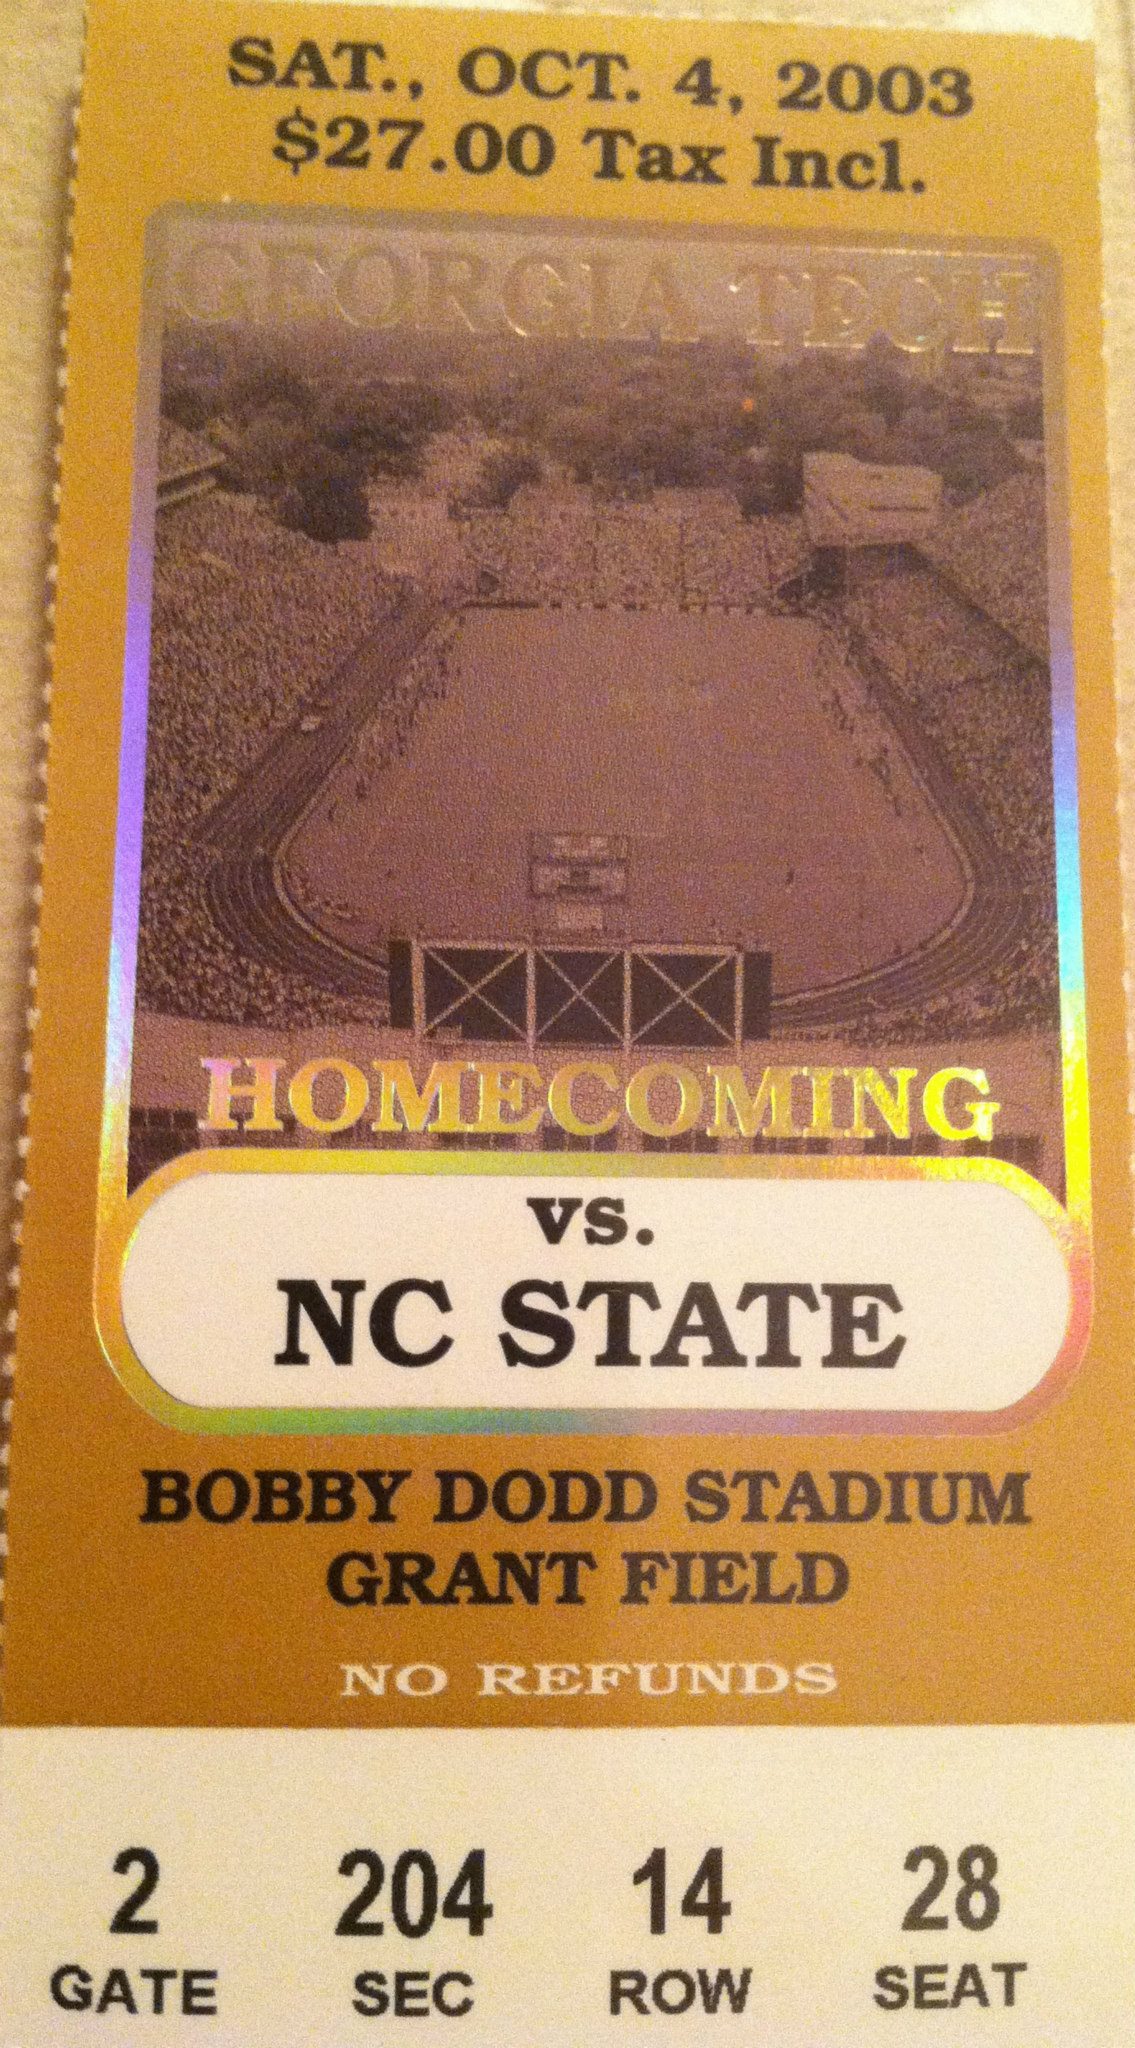 SAT., OCT. 4, 2003
$27.00 Tax Incl.
GEORGIA TECH
HOMECOMING
vs.
NC STATE
BOBBY DODD STADIUM
GRANT FIELD
NO REFUNDS
2 204 14 28
GATE SEC ROW SEAT